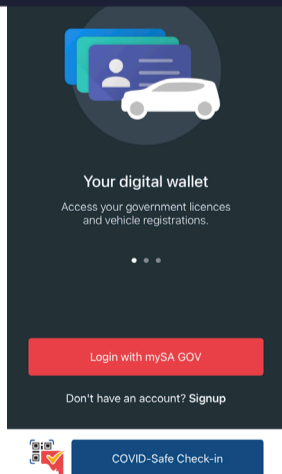 Your digital wallet
Access your government licences
and vehicle registrations.
Login with mySA GOV
Don't have an account? Signup
COVID-Safe Check-in